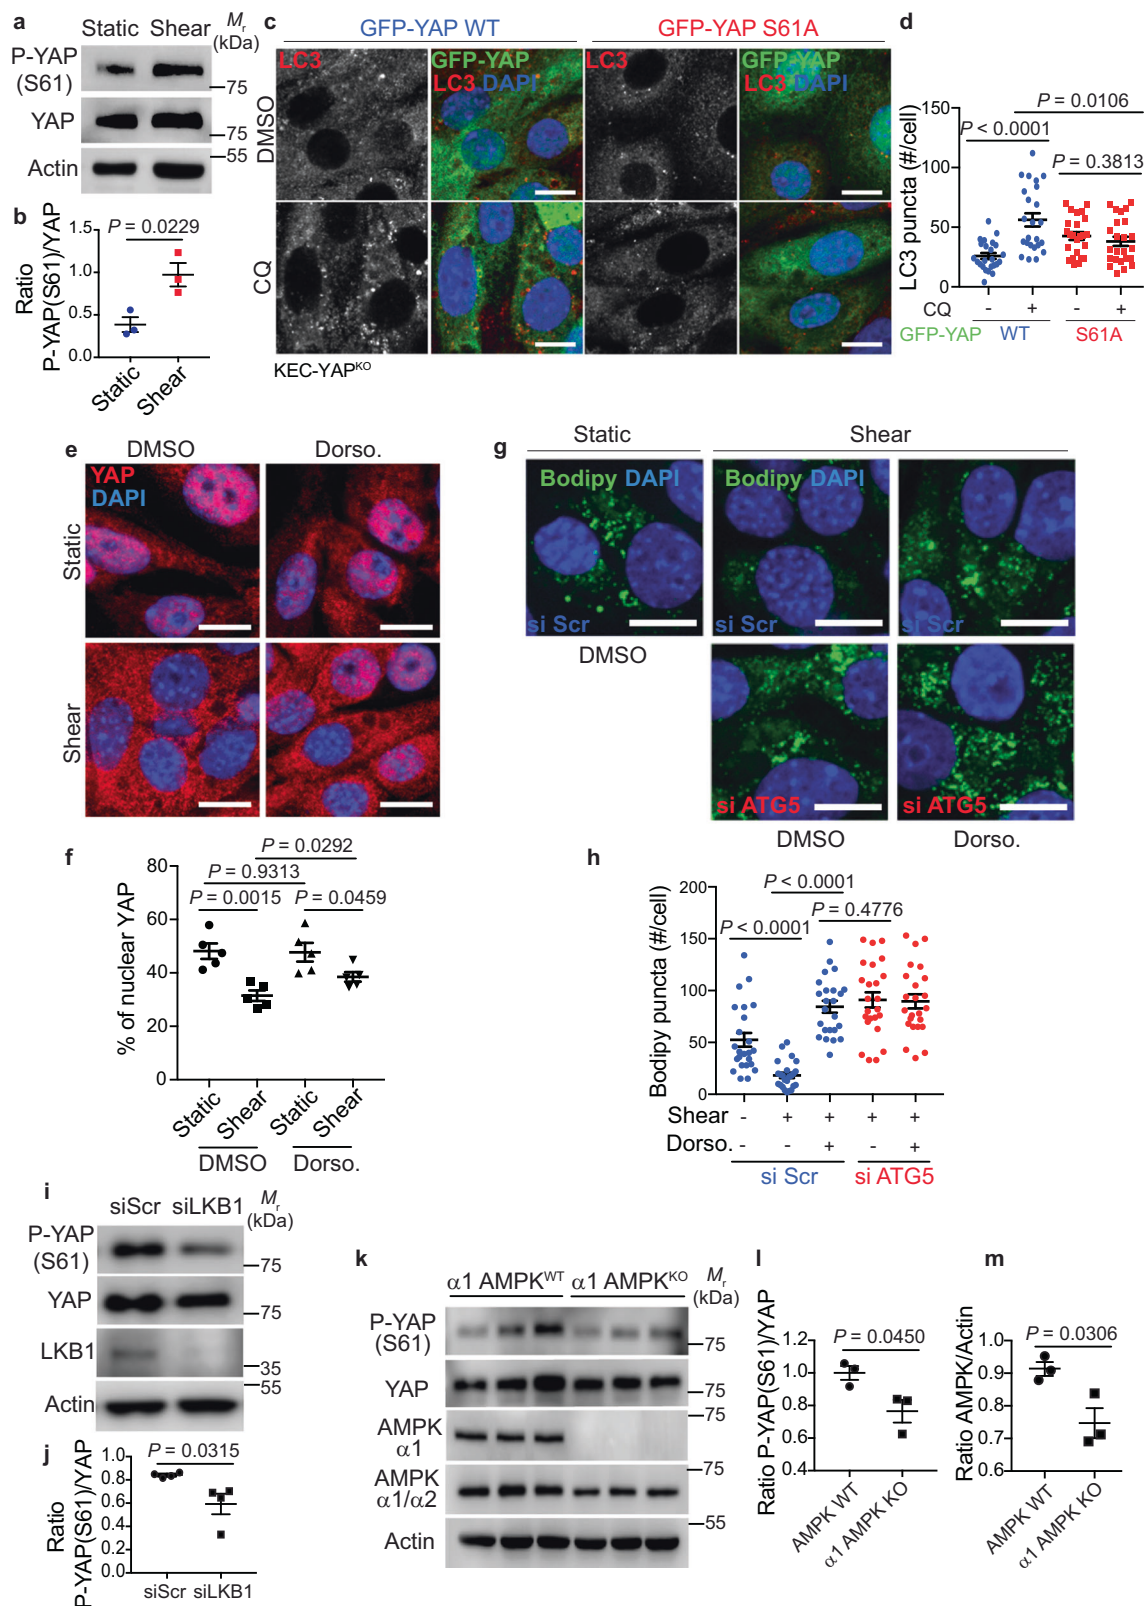 a
Static Shear
Mr
(kDa)
P-YAP
(S61)
75
YAP
75
55
Actin
b
P = 0.0229
Ratio
P-YAP(S61)/YAP
1.5
1.0
0.5
0.0
Static
Shear
c
GFP-YAP WT
GFP-YAP S61A
LC3
GFP-YAP
LC3 DAPI
LC3
GFP-YAP
LC3 DAPI
DMSO
CQ
KEC-YAPKO
d
LC3 puncta (#/cell)
150
100
50
0
P = 0.0106
P < 0.0001
P = 0.3813
CQ - + - +
GFP-YAP WT S61A
e
DMSO Dorso.
YAP
DAPI
Static
Shear
f
% of nuclear YAP
80
60
40
20
0
P = 0.0292
P = 0.9313
P = 0.0015
P = 0.0459
Static
Shear
Static
Shear
DMSO Dorso.
g
Static Shear
Bodipy DAPI
Bodipy DAPI
si Scr
si Scr
si Scr
DMSO
si ATG5
si ATG5
DMSO Dorso.
h
Bodipy puncta (#/cell)
200
150
100
50
0
P < 0.0001
P = 0.4776
P < 0.0001
Shear - + + + +
Dorso. - - + - +
si Scr si ATG5
i
siScr siLKB1
Mr
(kDa)
P-YAP
(S61)
75
YAP
75
LKB1
35
55
Actin
j
P = 0.0315
Ratio
P-YAP(S61)/YAP
1.0
0.8
0.6
0.4
0.2
0.0
siScr siLKB1
k
α1 AMPKWT α1 AMPKKO
Mr
(kDa)
P-YAP
(S61)
75
YAP
75
75
AMPK
α1
75
AMPK
α1/α2
55
Actin
l
Ratio P-YAP(S61)/YAP
1.2
1.0
0.8
0.6
0.4
P = 0.0450
AMPK WT
α1 AMPK KO
m
Ratio AMPK/Actin
1.0
0.9
0.8
0.7
0.6
P = 0.0306
AMPK WT
α1 AMPK KO